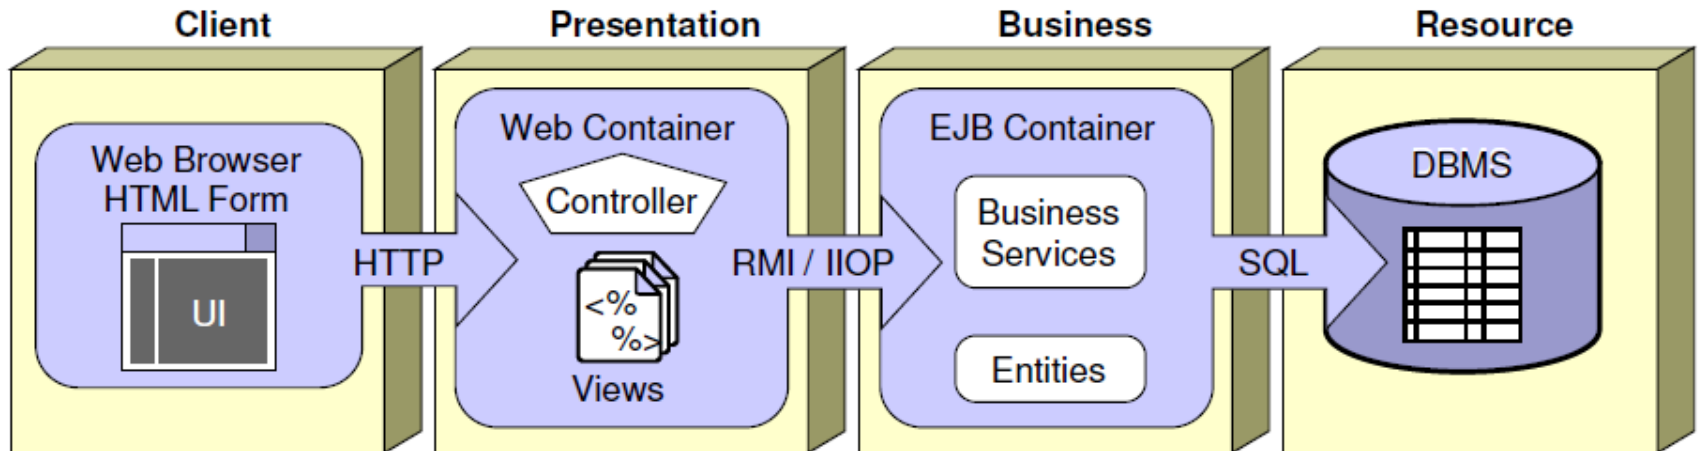 Client
Presentation
Business
Resource
Web Browser
HTML Form
UI
HTTP
Web Container
Controller
<%
%>
Views
RMI / IIOP
EJB Container
Business
Services
Entities
SQL
DBMS